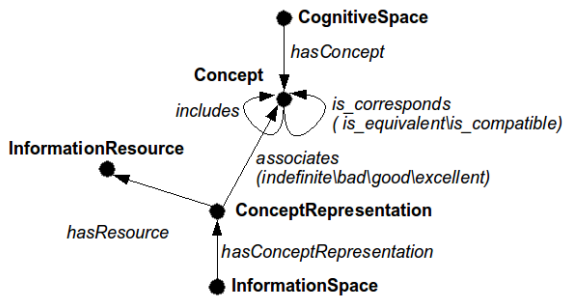 CognitiveSpace
hasConcept
Concept
includes
is_corresponds
( is_equivalent\is_compatible)
InformationResource
associates
(indefinite\bad\good\excellent)
ConceptRepresentation
hasResource
hasConceptRepresentation
InformationSpace